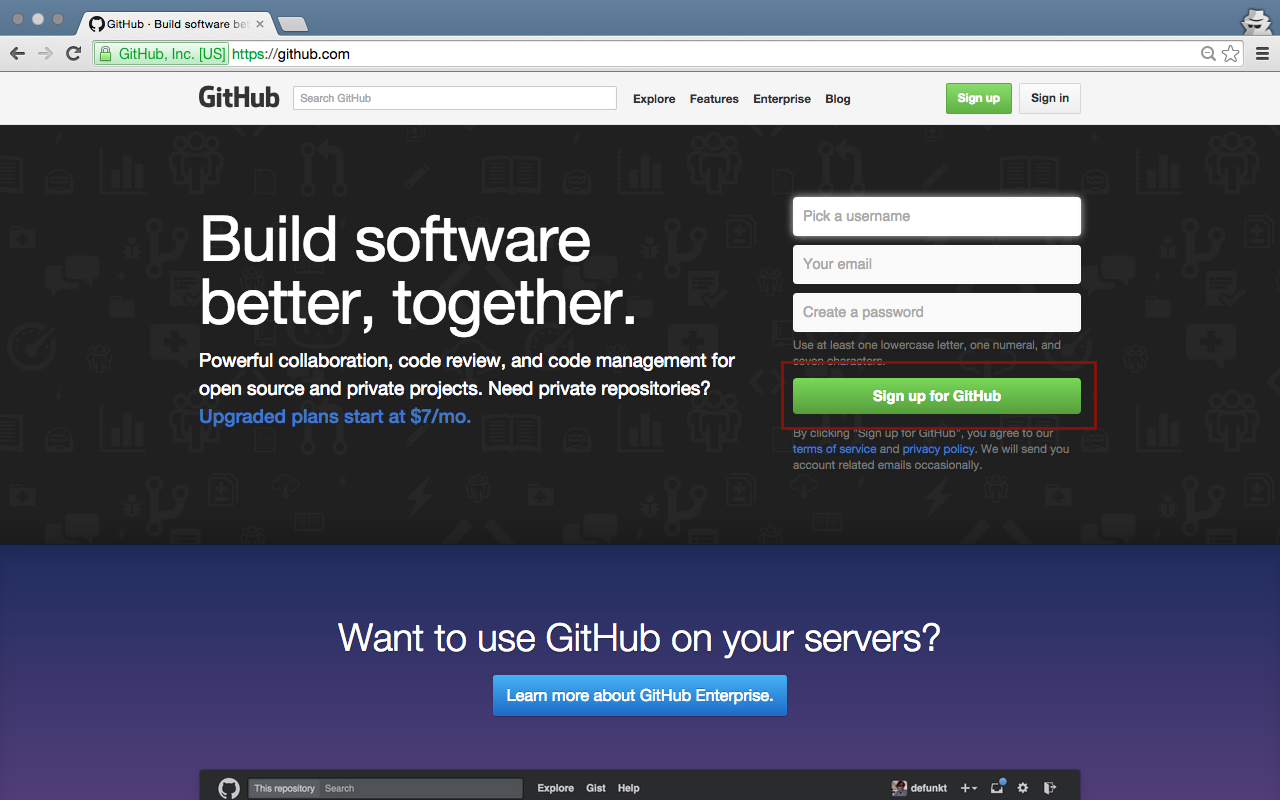 GitHub · Build software be
GitHub, Inc. [US] https://github.com
GitHub Search GitHub Explore Features Enterprise Blog Sign up Sign in
Build software
better, together.
Powerful collaboration, code review, and code management for
open source and private projects. Need private repositories?
Upgraded plans start at $7/mo.
Pick a username
Your email
Create a password
Use at least one lowercase letter, one numeral, and
seven characters.
Sign up for GitHub
By clicking "Sign up for GitHub", you agree to our
terms of service and privacy policy. We will send you
account related emails occasionally.
Want to use GitHub on your servers?
Learn more about GitHub Enterprise.
This repository Search Explore Gist Help defunkt